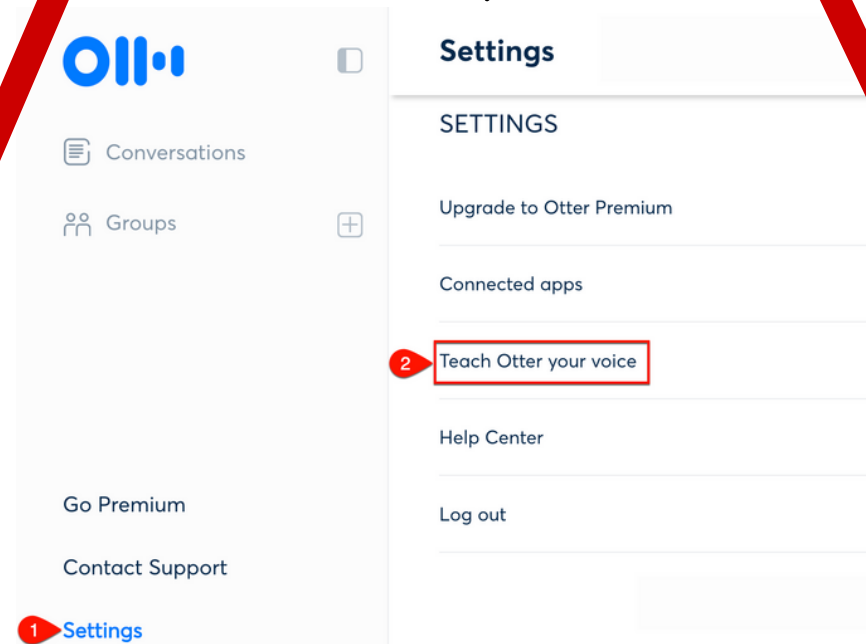 Conversations
Groups
Go Premium
Contact Support
1 Settings
Settings
SETTINGS
Upgrade to Otter Premium
Connected apps
2 Teach Otter your voice
Help Center
Log out